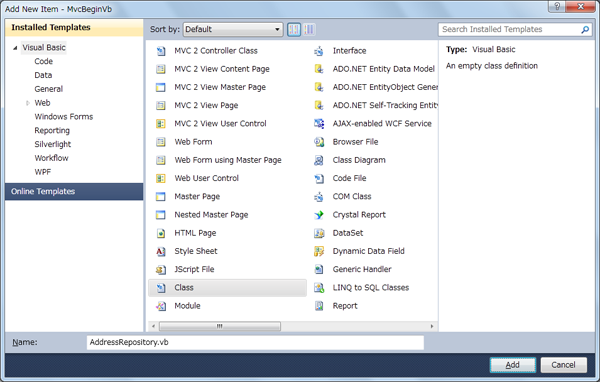 Add New Item - MvcBeginVb
Installed Templates
Visual Basic
Code
Data
General
Web
Windows Forms
Reporting
Silverlight
Workflow
WPF
Online Templates
Sort by: Default
MVC 2 Controller Class
MVC 2 View Content Page
MVC 2 View Master Page
MVC 2 View Page
MVC 2 View User Control
Web Form
Web Form using Master Page
Web User Control
Master Page
Nested Master Page
HTML Page
Style Sheet
JScript File
Class
Module
Interface
ADO.NET Entity Data Model
ADO.NET EntityObject Gener
ADO.NET Self-Tracking Entity
AJAX-enabled WCF Service
Browser File
Class Diagram
Code File
COM Class
Crystal Report
DataSet
Dynamic Data Field
Generic Handler
LINQ to SQL Classes
Report
Search Installed Templates
Type: Visual Basic
An empty class definition
Name: AddressRepository.vb
Add
Cancel